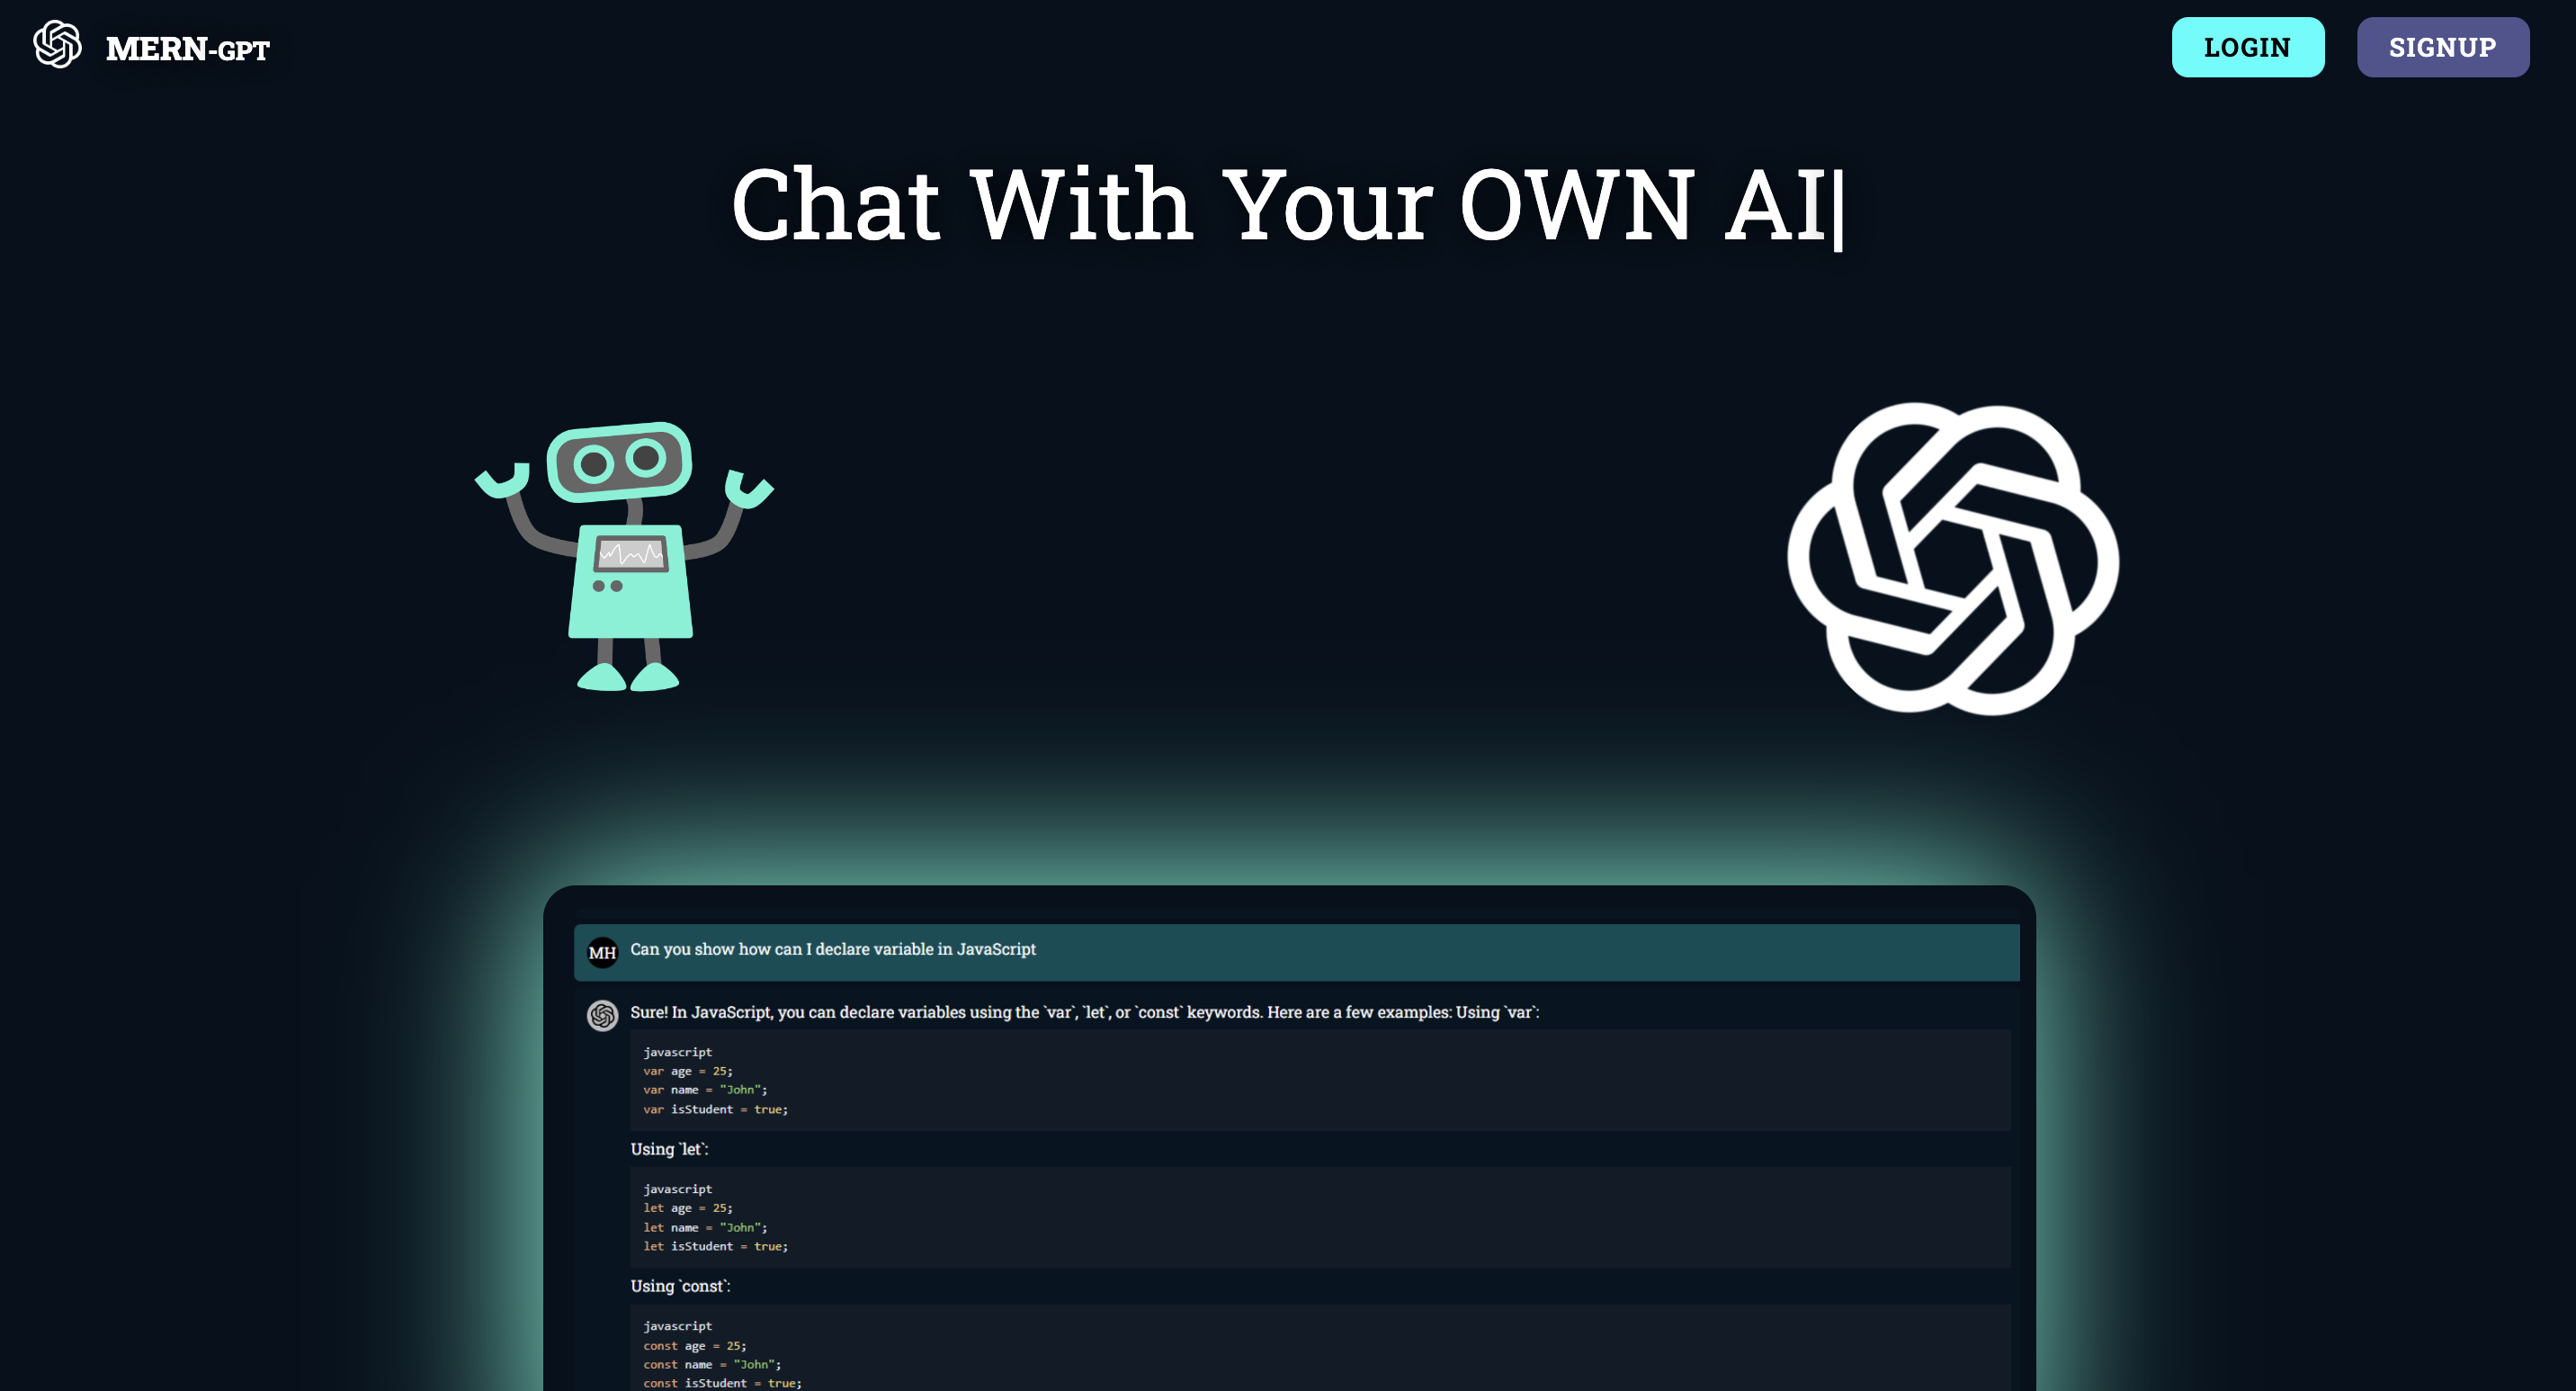 MERN-GPT
LOGIN
SIGNUP
Chat With Your OWN AI|
MH
Can you show how can I declare variable in JavaScript
Sure! In JavaScript, you can declare variables using the `var`, `let`, or `const` keywords. Here are a few examples: Using `var`:
javascript
var age = 25;
var name = "John";
var isStudent = true;
Using `let`:
javascript
let age = 25;
let name = "John";
let isStudent = true;
Using `const`:
javascript
const age = 25;
const name = "John";
const isStudent = true;